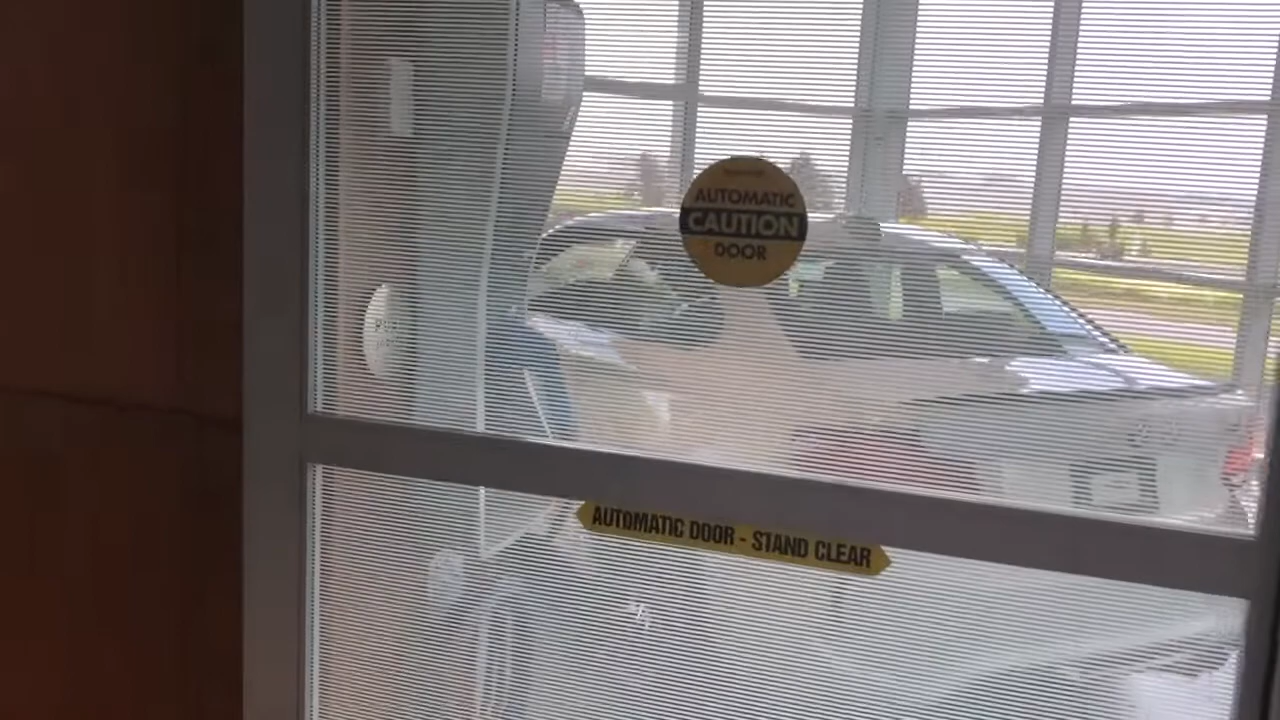 AUTOMATIC
CAUTION
DOOR
AUTOMATIC DOOR - STAND CLEAR